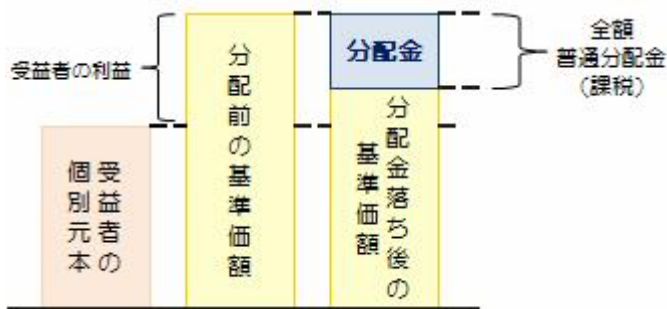 受益者の利益
受益者の
個別元本
分配前の基準価額
分配金
分配金落ち後の
基準価額
全額
普通分配金
(課税)